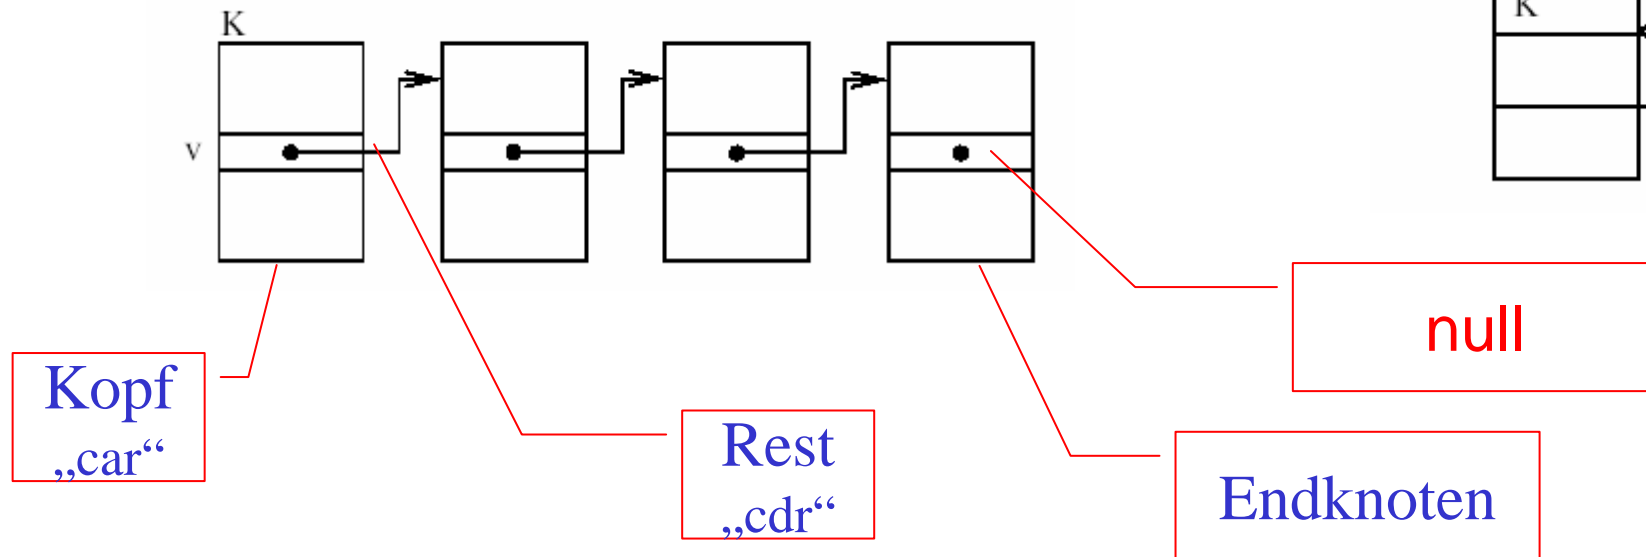 K
K
v
null
Kopf
„car“
Rest
„cdr“
Endknoten